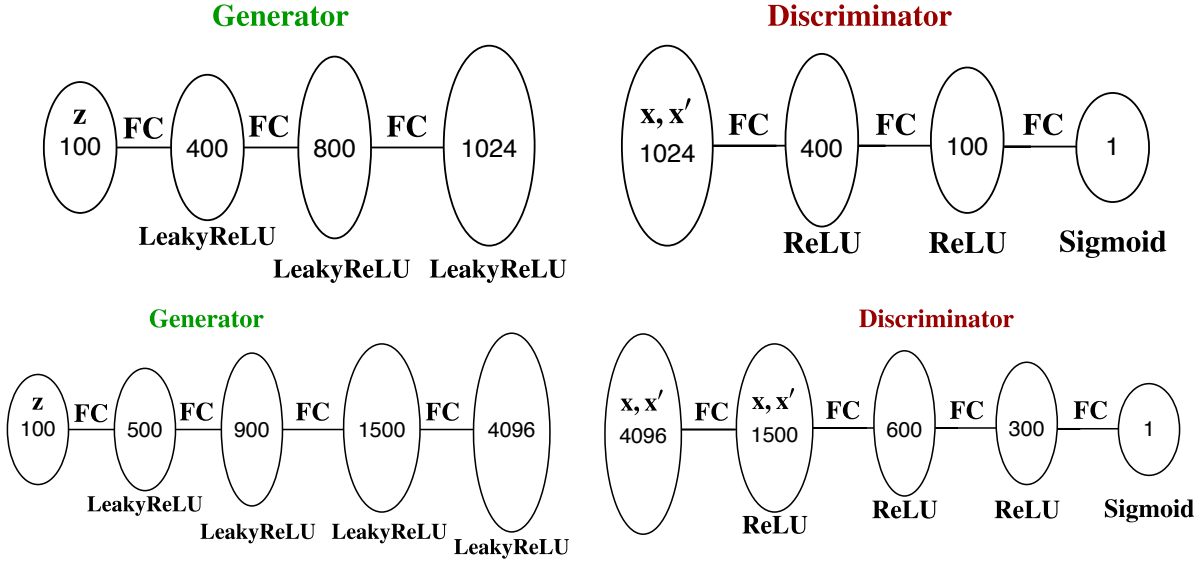 Generator
Discriminator
z
100
FC
400
FC
800
FC
1024
LeakyReLU
LeakyReLU
LeakyReLU
x, x′
1024
FC
400
FC
100
FC
1
ReLU
ReLU
Sigmoid
Generator
Discriminator
z
100
FC
500
FC
900
FC
1500
FC
4096
LeakyReLU
LeakyReLU
LeakyReLU
LeakyReLU
x, x′
4096
FC
x, x′
1500
FC
600
FC
300
FC
1
ReLU
ReLU
ReLU
Sigmoid